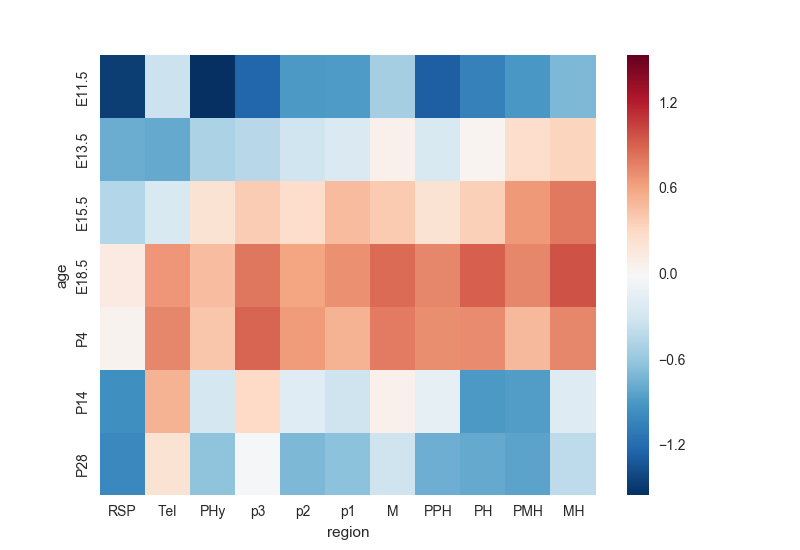 E11.5
E13.5
E15.5
E18.5
P4
P14
P28
age
RSP Tel PHy p3 p2 p1 M PPH PH PMH MH
region
1.2
0.6
0.0
−0.6
−1.2